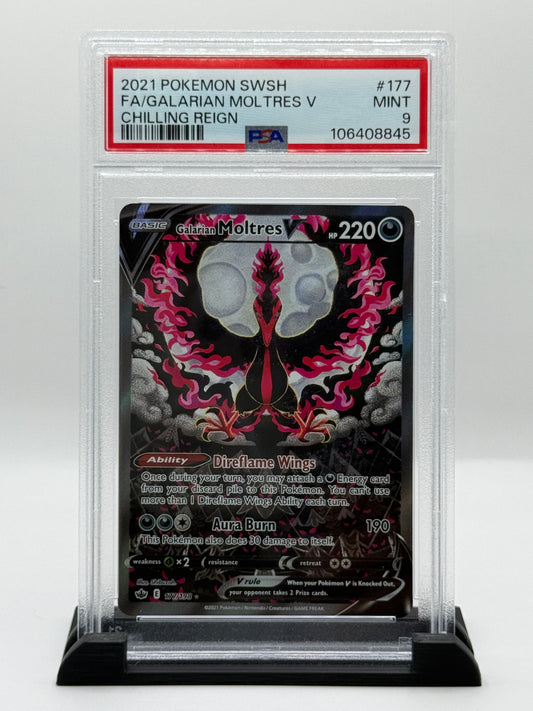 2021 POKEMON SWSH #177
FA/GALARIAN MOLTRES V MINT
CHILLING REIGN 9
PSA 106408845
BASIC Galarian Moltres V HP 220
Ability Direflame Wings
Once during your turn, you may attach a Energy card
from your discard pile to this Pokémon. You can't use
more than 1 Direflame Wings Ability each turn.
Aura Burn 190
This Pokémon also does 30 damage to itself.
weakness ×2 resistance retreat
Illus. Shibuzoh.
V rule When your Pokémon V is Knocked Out,
your opponent takes 2 Prize cards.
E 177/198
©2021 Pokémon / Nintendo / Creatures / GAME FREAK